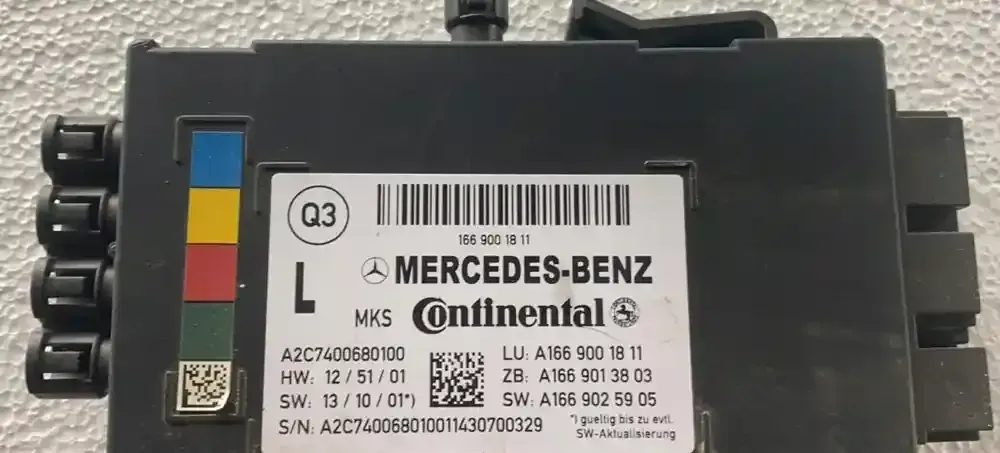 Q3
166 900 18 11
L
MERCEDES-BENZ
MKS Continental
A2C7400680100 LU: A166 900 18 11
HW: 12 / 51 / 01 ZB: A166 901 38 03
SW: 13 / 10 / 01*) SW: A166 902 59 05
S/N: A2C74006801001143070​0329 *) gueltig bis zu evtl.
SW-Aktualisierung